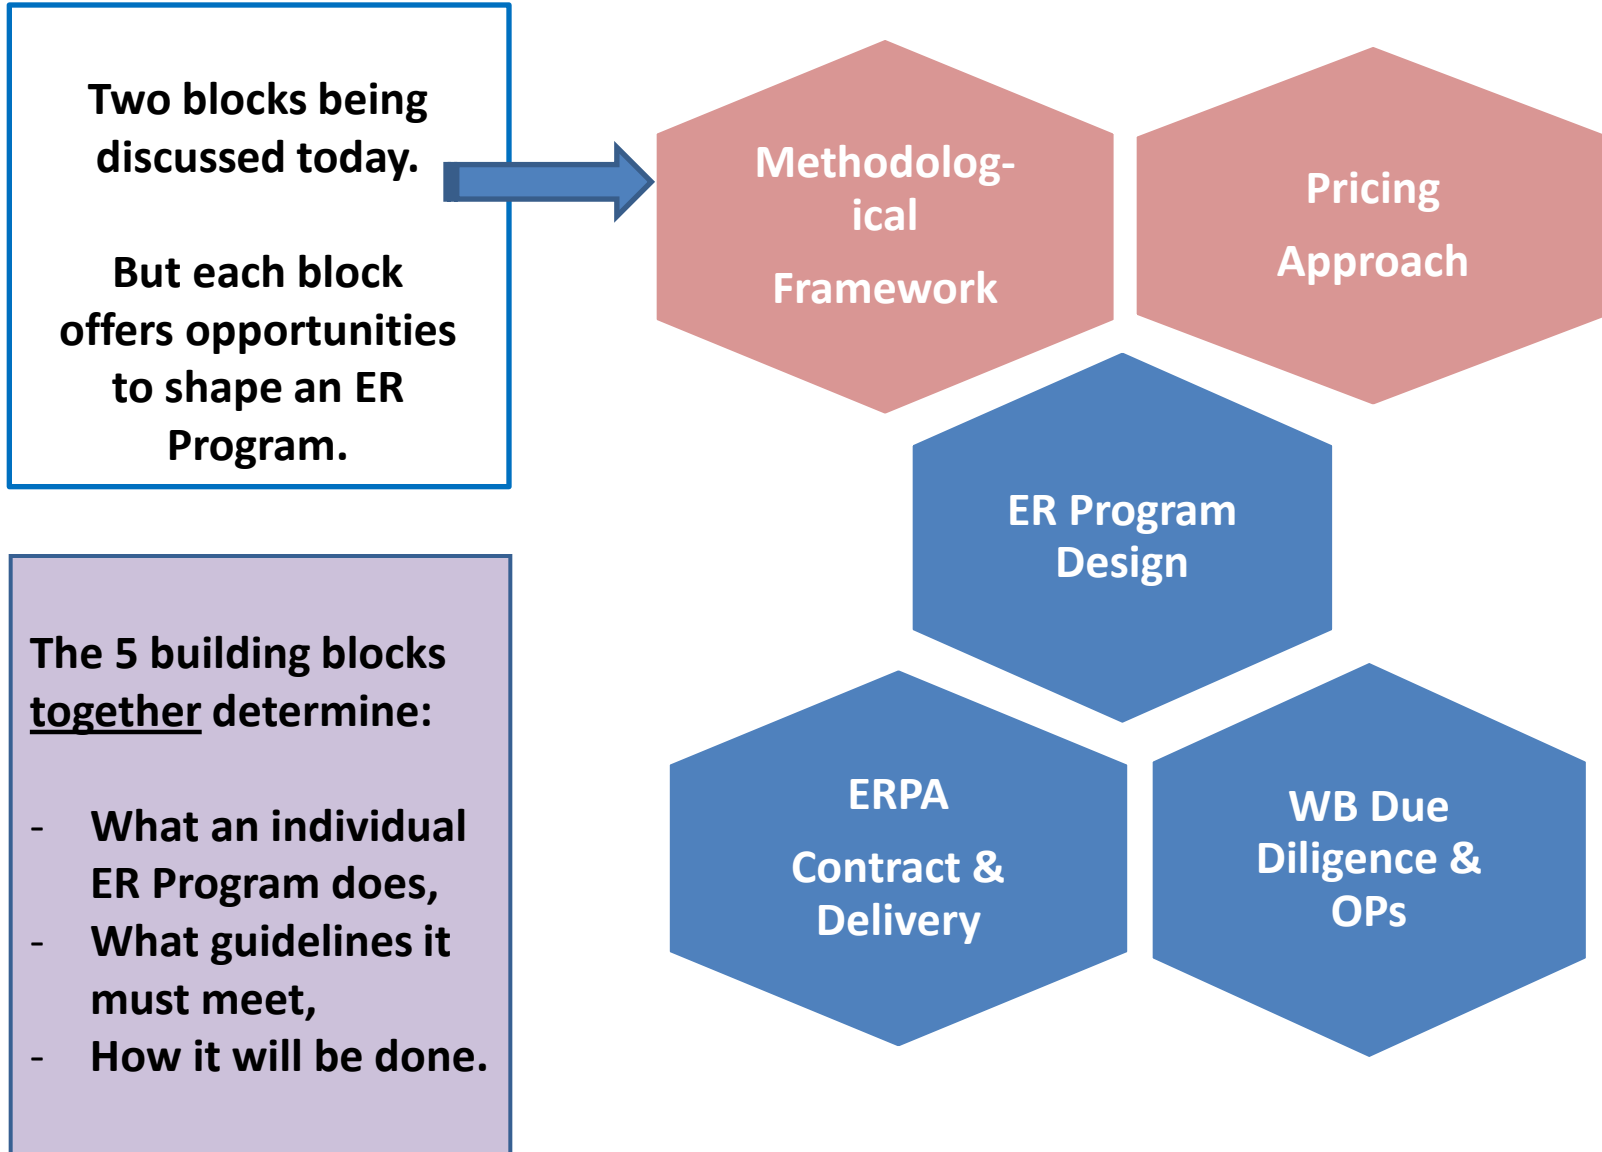 Two blocks being
discussed today.
But each block
offers opportunities
to shape an ER
Program.
The 5 building blocks
together determine:
- What an individual
ER Program does,
- What guidelines it
must meet,
- How it will be done.
Methodolog-
ical
Framework
Pricing
Approach
ER Program
Design
ERPA
Contract &
Delivery
WB Due
Diligence &
OPs